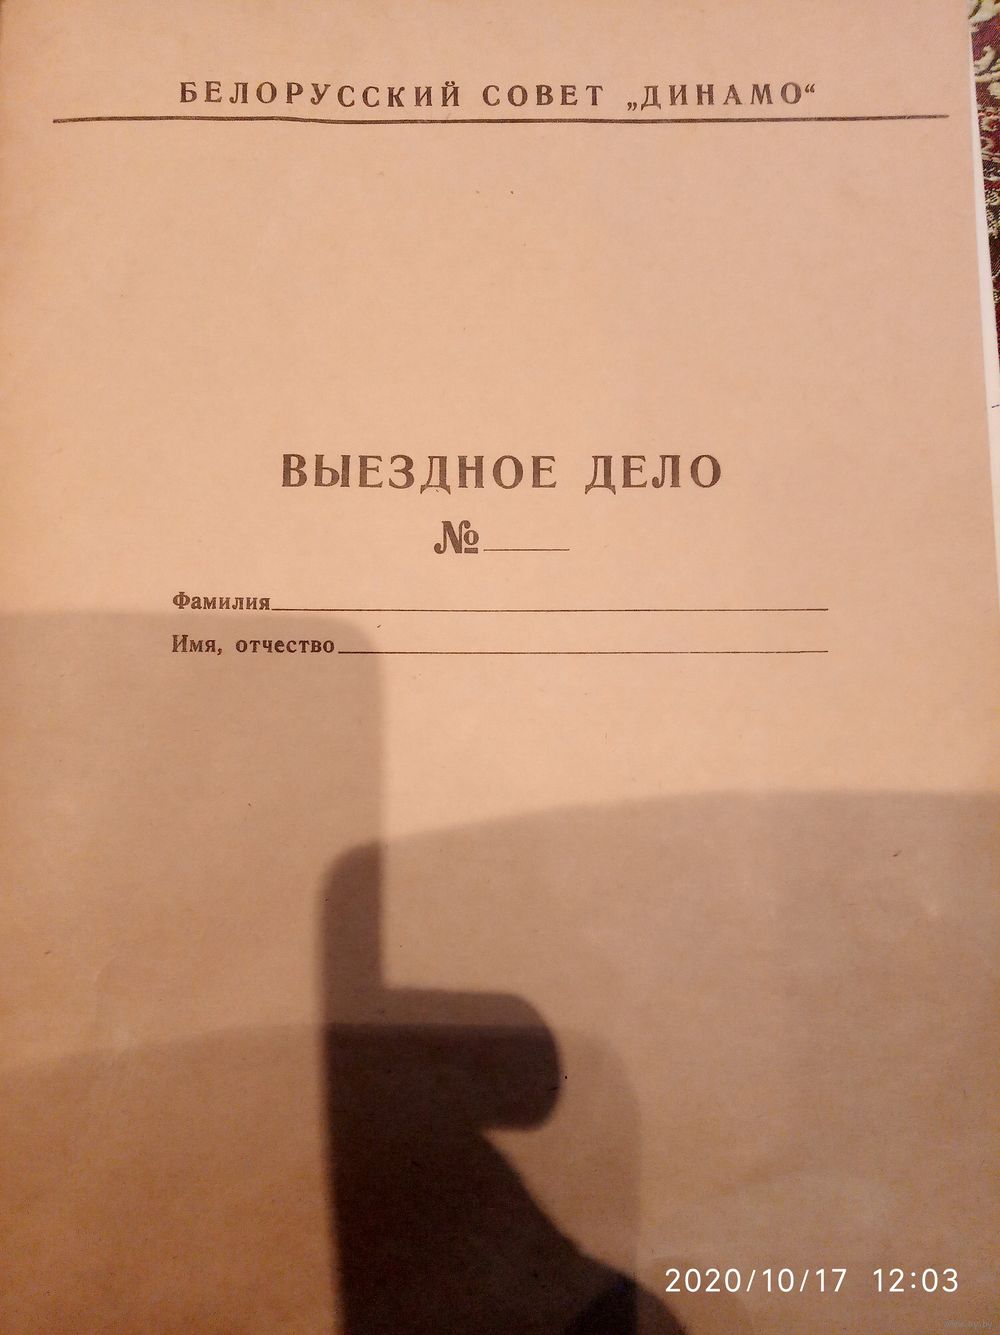 БЕЛОРУССКИЙ СОВЕТ „ДИНАМО“
ВЫЕЗДНОЕ ДЕЛО
№
Фамилия
Имя, отчество
2020/10/17 12:03